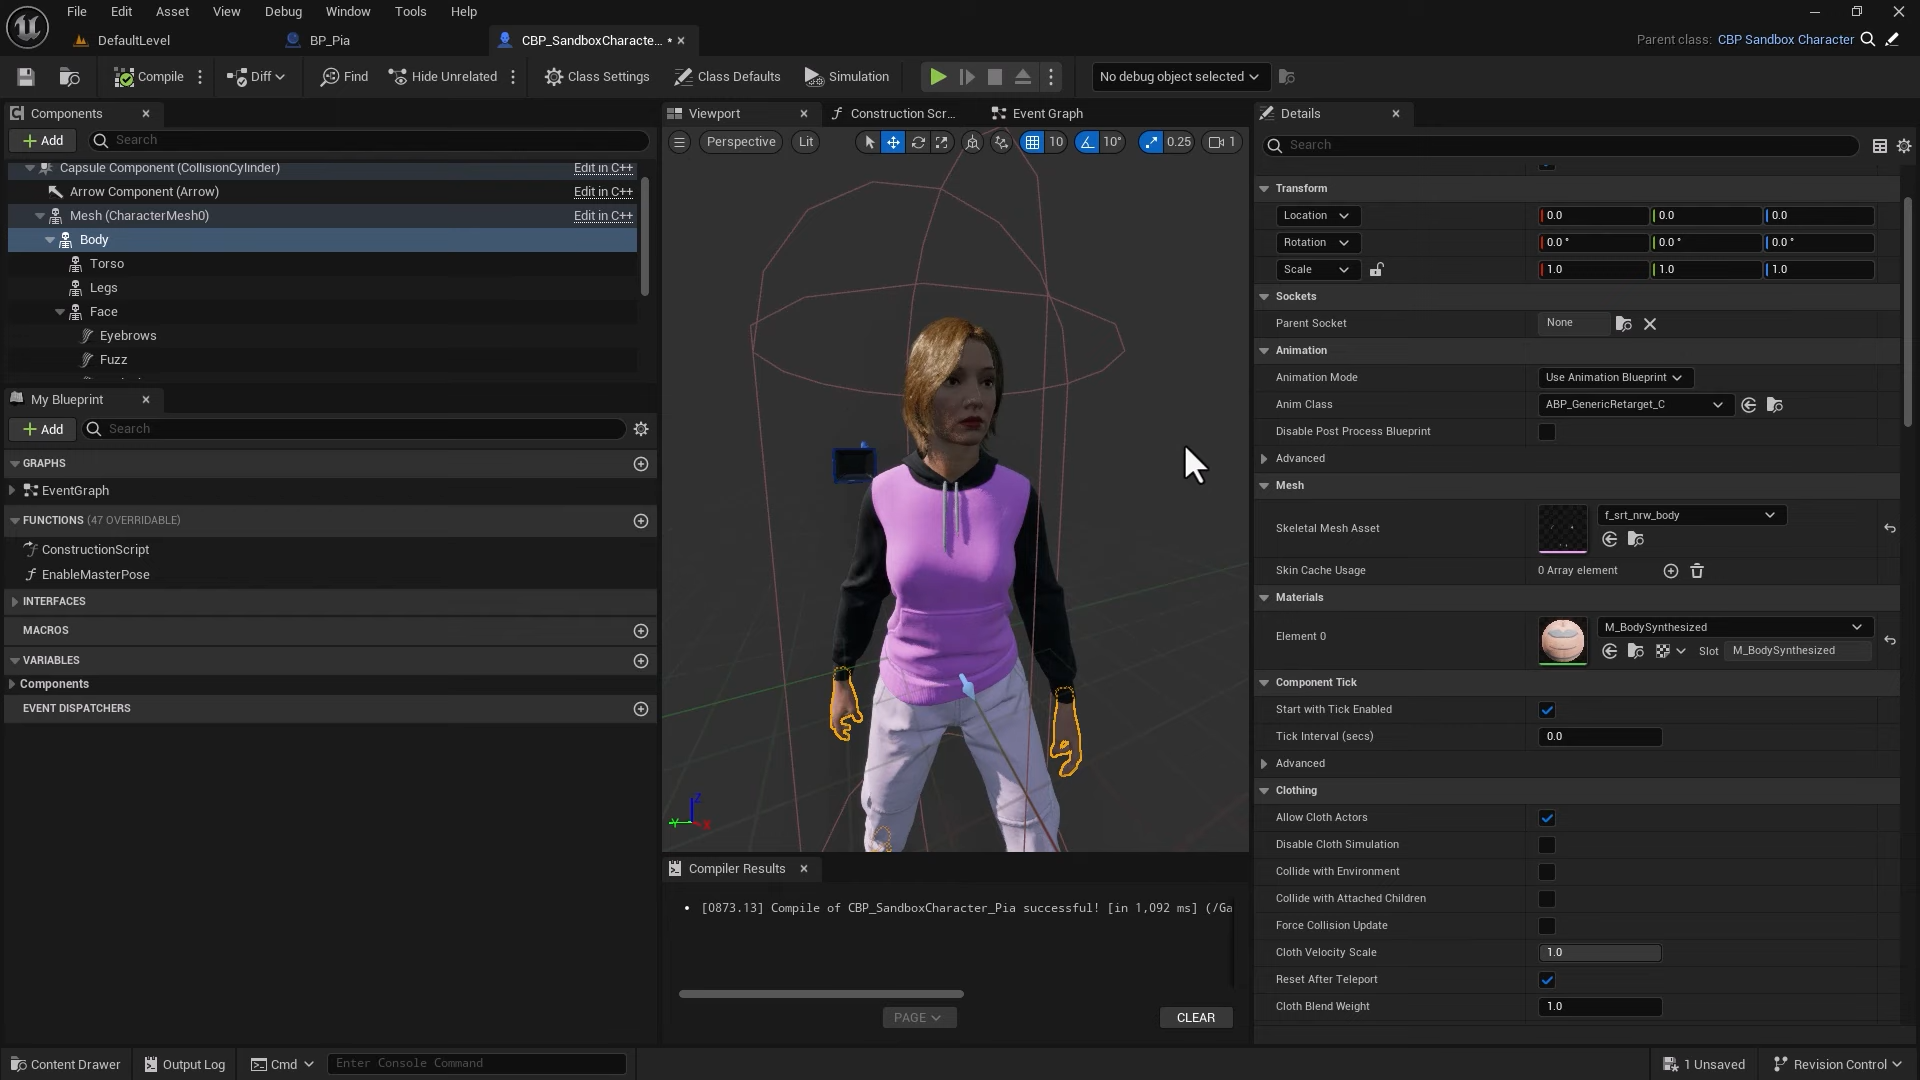 File Edit Asset View Debug Window Tools Help
DefaultLevel BP_Pia CBP_SandboxCharacte... *
Parent class: CBP Sandbox Character
Compile Diff Find Hide Unrelated Class Settings Class Defaults Simulation No debug object selected
Components
Add Search
Capsule Component (CollisionCylinder) Edit in C++
Arrow Component (Arrow) Edit in C++
Mesh (CharacterMesh0) Edit in C++
Body
Torso
Legs
Face
Eyebrows
Fuzz
My Blueprint
Add Search
GRAPHS
EventGraph
FUNCTIONS (47 OVERRIDABLE)
ConstructionScript
EnableMasterPose
INTERFACES
MACROS
VARIABLES
Components
EVENT DISPATCHERS
Viewport Construction Scr... Event Graph
Perspective Lit 10 10° 0.25 1
Z
Y X
Compiler Results
[0873.13] Compile of CBP_SandboxCharacter_Pia successful! [in 1,092 ms] (/Ga
PAGE CLEAR
Details
Search
Transform
Location 0.0 0.0 0.0
Rotation 0.0 ° 0.0 ° 0.0 °
Scale 1.0 1.0 1.0
Sockets
Parent Socket None
Animation
Animation Mode Use Animation Blueprint
Anim Class ABP_GenericRetarget_C
Disable Post Process Blueprint
Advanced
Mesh
Skeletal Mesh Asset f_srt_nrw_body
Skin Cache Usage 0 Array element
Materials
Element 0 M_BodySynthesized
Slot M_BodySynthesized
Component Tick
Start with Tick Enabled
Tick Interval (secs) 0.0
Advanced
Clothing
Allow Cloth Actors
Disable Cloth Simulation
Collide with Environment
Collide with Attached Children
Force Collision Update
Cloth Velocity Scale 1.0
Reset After Teleport
Cloth Blend Weight 1.0
Content Drawer Output Log Cmd Enter Console Command 1 Unsaved Revision Control